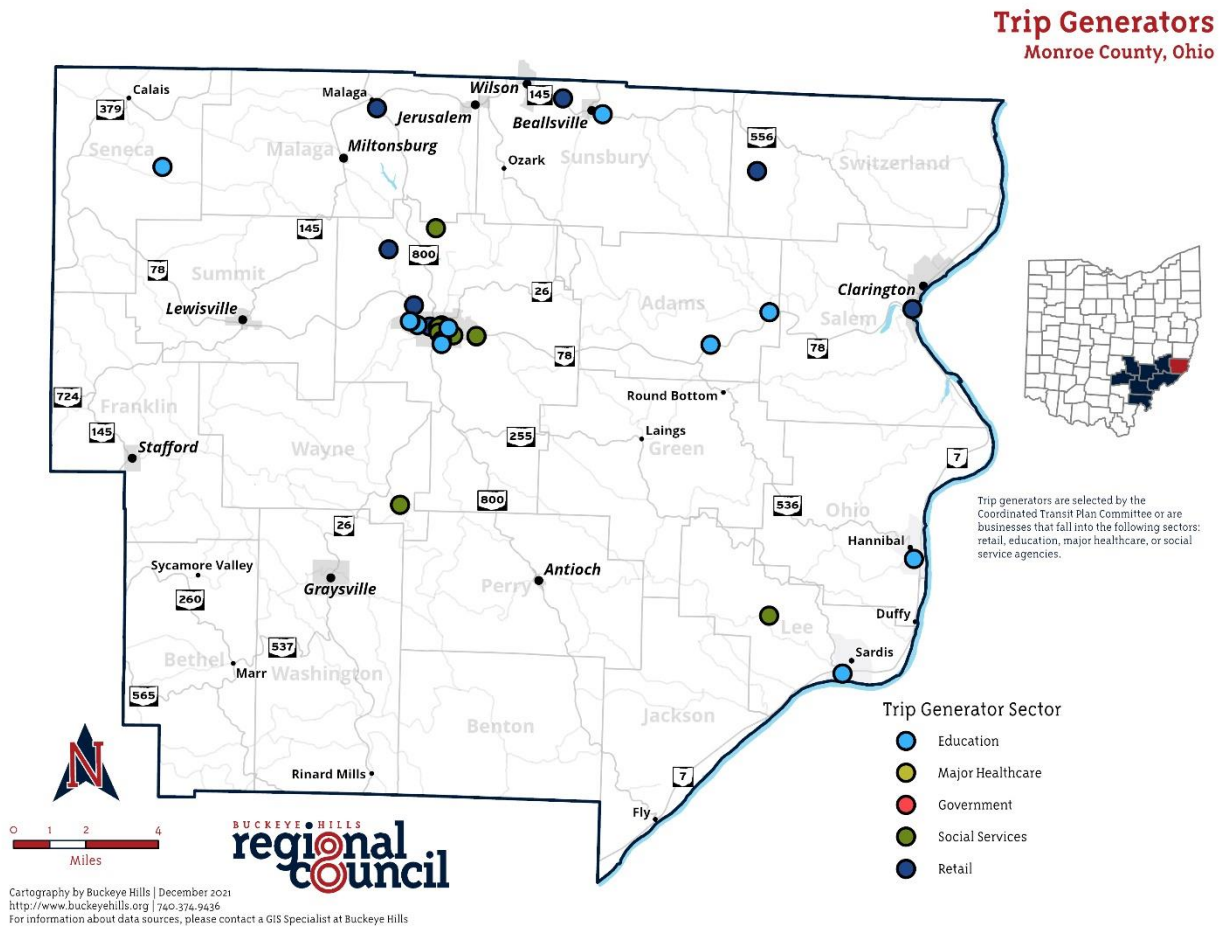 Trip Generators
Monroe County, Ohio
Calais
379
Malaga
Wilson
145
Jerusalem
Beallsville
556
Seneca
Malaga
Miltonsburg
Ozark
Sunsbury
Switzerland
145
800
78
Summit
26
Clarington
Lewisville
Adams
Salem
78
78
724
Franklin
Round Bottom
145
Stafford
Wayne
255
Laings
Green
7
800
536
Ohio
26
Hannibal
Trip generators are selected by the
Coordinated Transit Plan Committee or are
businesses that fall into the following sectors:
retail, education, major healthcare, or social
service agencies.
Sycamore Valley
Antioch
260
Graysville
Perry
Duffy
Lee
537
Sardis
Bethel
Marr
Washington
565
Benton
Jackson
Rinard Mills
7
Fly
Trip Generator Sector
Education
Major Healthcare
Government
Social Services
Retail
N
0 1 2 4
Miles
BUCKEYE HILLS
regional
council
Cartography by Buckeye Hills | December 2021
http://www.buckeyehills.org | 740.374.9436
For information about data sources, please contact a GIS Specialist at Buckeye Hills